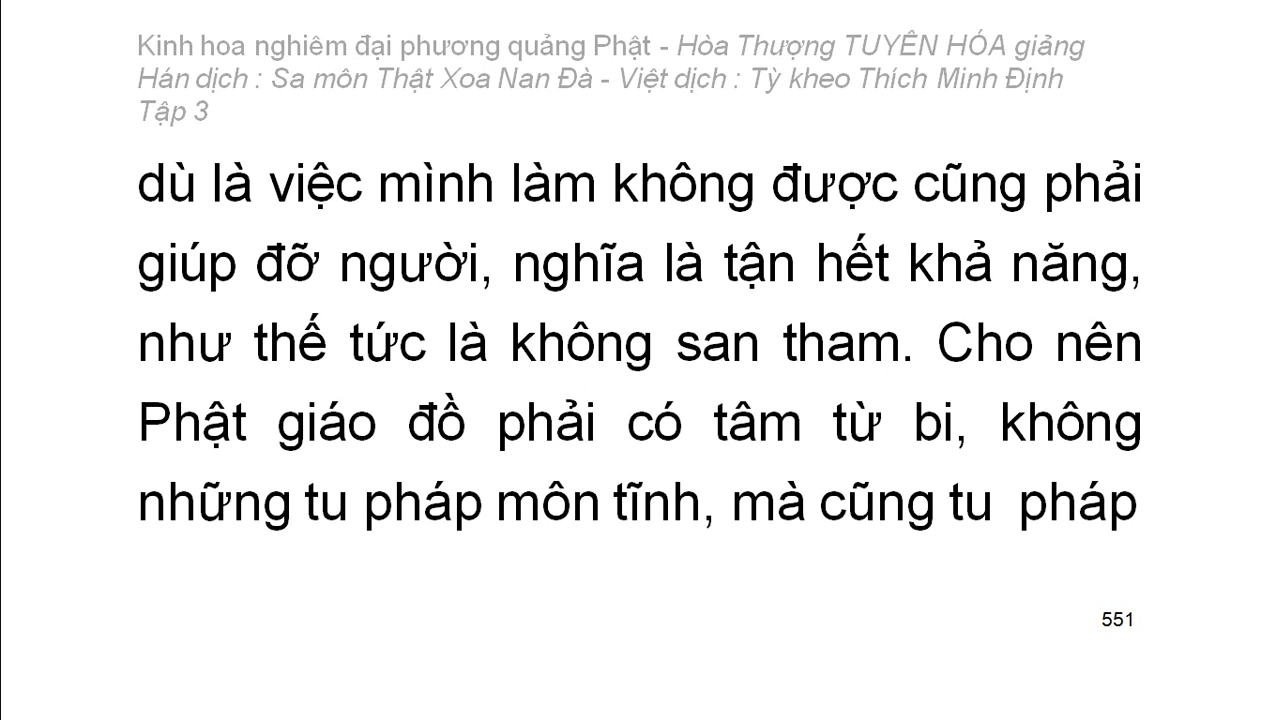 Kinh hoa nghiêm đại phương quảng Phật - Hòa Thượng TUYÊN HÓA giảng
Hán dịch : Sa môn Thật Xoa Nan Đà - Việt dịch : Tỳ kheo Thích Minh Định
Tập 3
dù là việc mình làm không được cũng phải
giúp đỡ người, nghĩa là tận hết khả năng,
như thế tức là không san tham. Cho nên
Phật giáo đồ phải có tâm từ bi, không
những tu pháp môn tĩnh, mà cũng tu pháp
551